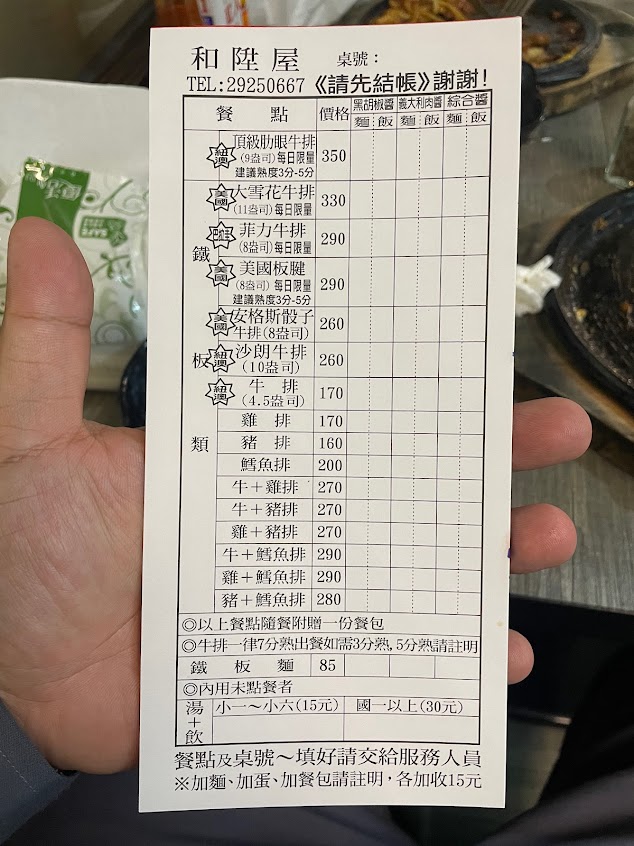 和陞屋 桌號：
TEL:29250667 《請先結帳》謝謝！
餐點 價格 黑胡椒醬 義大利肉醬 綜合醬
麵 飯 麵 飯 麵 飯
鐵板類
紐澳 頂級肋眼牛排 350
(9盎司)每日限量
建議熟度3分-5分
美國 大雪花牛排 330
(11盎司)每日限量
菲力牛排 290
(8盎司)每日限量
美國 美國板腱 290
(8盎司)每日限量
建議熟度3分-5分
美國 安格斯骰子 260
牛排(8盎司)
紐澳 沙朗牛排 260
(10盎司)
紐澳 牛排 170
(4.5盎司)
雞排 170
豬排 160
鱈魚排 200
牛＋雞排 270
牛＋豬排 270
雞＋豬排 270
牛＋鱈魚排 290
雞＋鱈魚排 290
豬＋鱈魚排 280
◎以上餐點隨餐附贈一份餐包
◎牛排一律7分熟出餐如需3分熟,5分熟請註明
鐵板麵 85
◎內用未點餐者
湯＋飲 小一～小六(15元) 國一以上(30元)
餐點及桌號～填好請交給服務人員
※加麵、加蛋、加餐包請註明，各加收15元